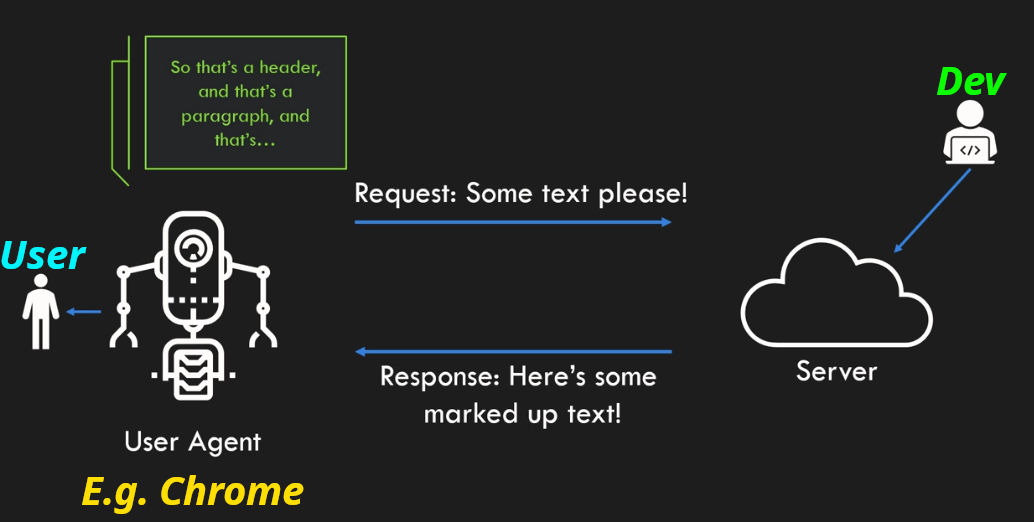 So that's a header,
and that's a
paragraph, and
that's...
Dev
</>
Request: Some text please!
User
Response: Here's some
marked up text!
Server
User Agent
E.g. Chrome